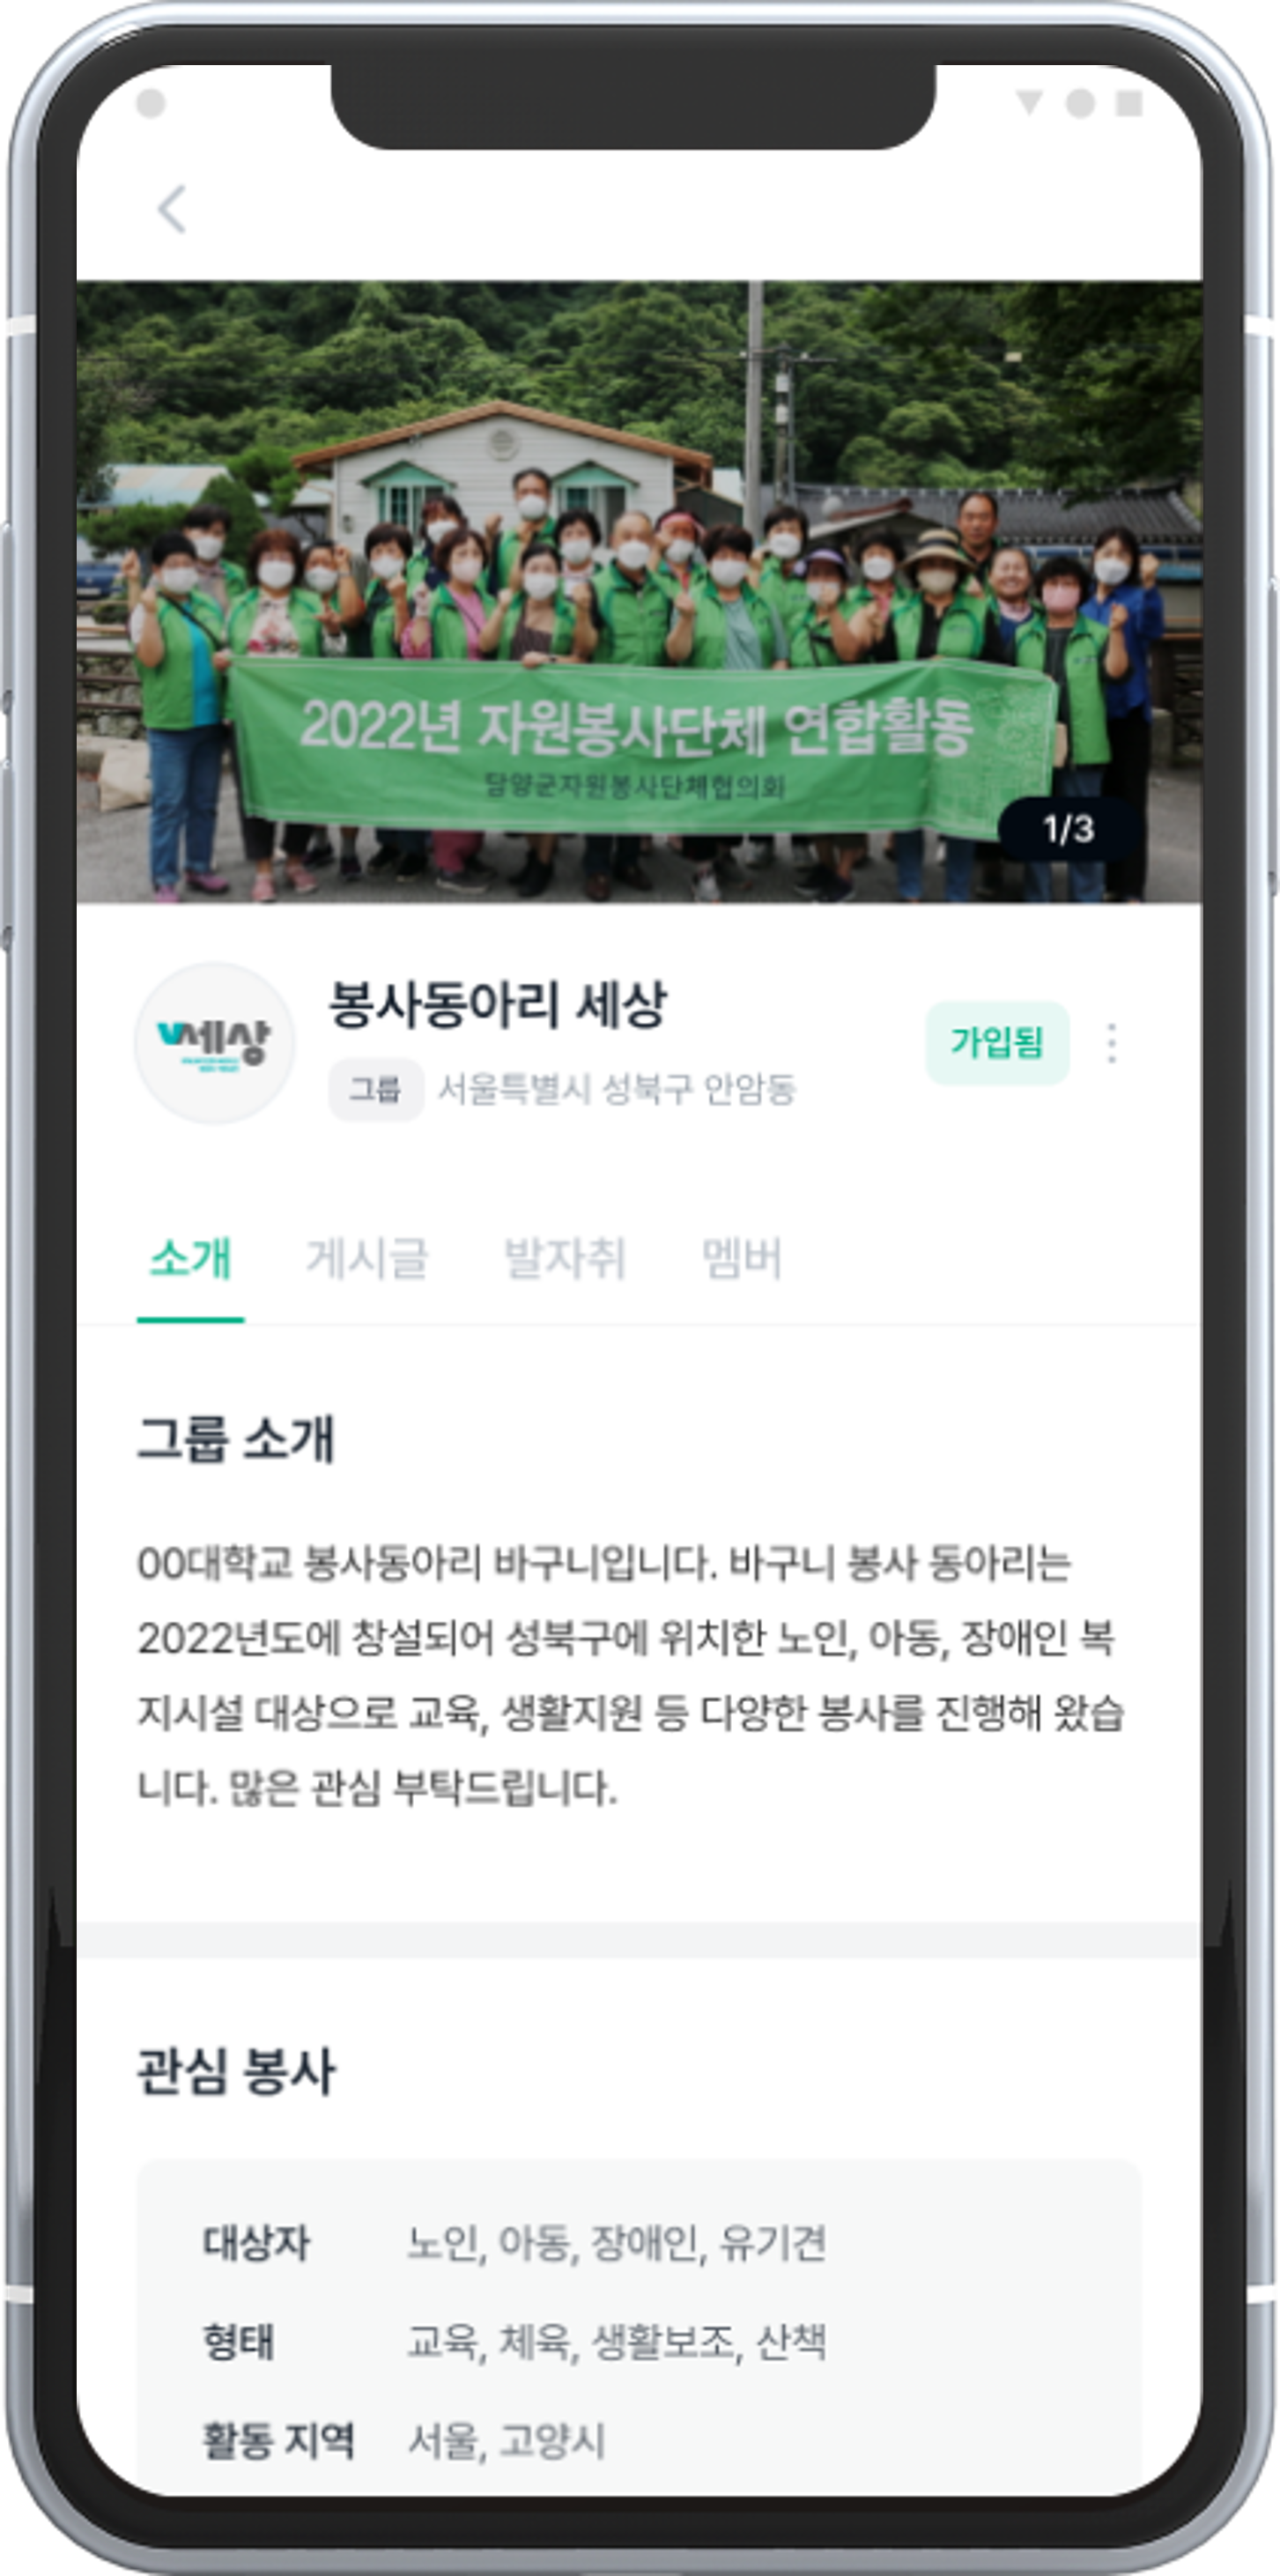 2022년 자원봉사단체 연합활동
담양군자원봉사단체협의회
1/3
v세상
봉사동아리 세상
가입됨
그룹 서울특별시 성북구 안암동
소개 게시글 발자취 멤버
그룹 소개
00대학교 봉사동아리 바구니입니다. 바구니 봉사 동아리는
2022년도에 창설되어 성북구에 위치한 노인, 아동, 장애인 복
지시설 대상으로 교육, 생활지원 등 다양한 봉사를 진행해 왔습
니다. 많은 관심 부탁드립니다.
관심 봉사
대상자 노인, 아동, 장애인, 유기견
형태 교육, 체육, 생활보조, 산책
활동 지역 서울, 고양시